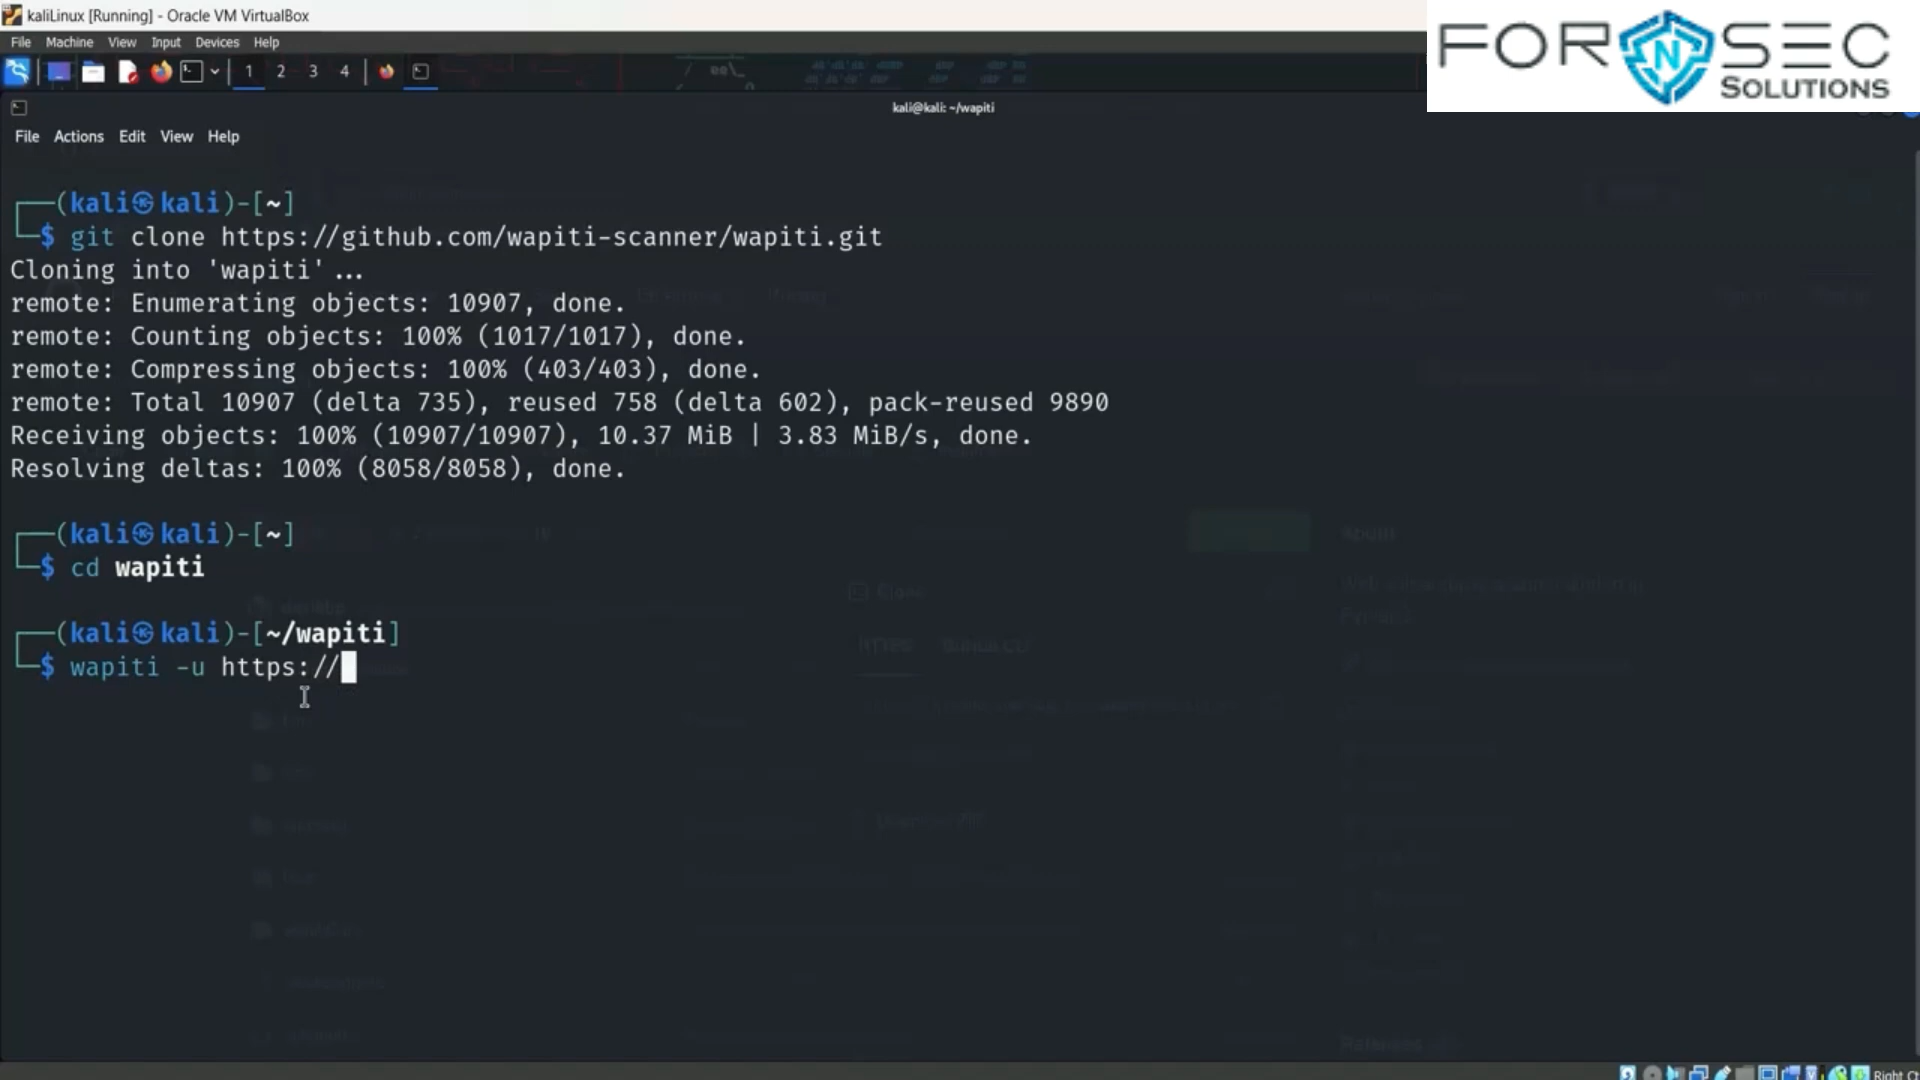 kaliLinux [Running] - Oracle VM VirtualBox
File Machine View Input Devices Help
FORNSEC
SOLUTIONS
1 2 3 4
kali@kali: ~/wapiti
File Actions Edit View Help
┌──(kali㉿kali)-[~]
└─$ git clone https://github.com/wapiti-scanner/wapiti.git
Cloning into 'wapiti'...
remote: Enumerating objects: 10907, done.
remote: Counting objects: 100% (1017/1017), done.
remote: Compressing objects: 100% (403/403), done.
remote: Total 10907 (delta 735), reused 758 (delta 602), pack-reused 9890
Receiving objects: 100% (10907/10907), 10.37 MiB | 3.83 MiB/s, done.
Resolving deltas: 100% (8058/8058), done.
┌──(kali㉿kali)-[~]
└─$ cd wapiti
┌──(kali㉿kali)-[~/wapiti]
└─$ wapiti -u https://
Right